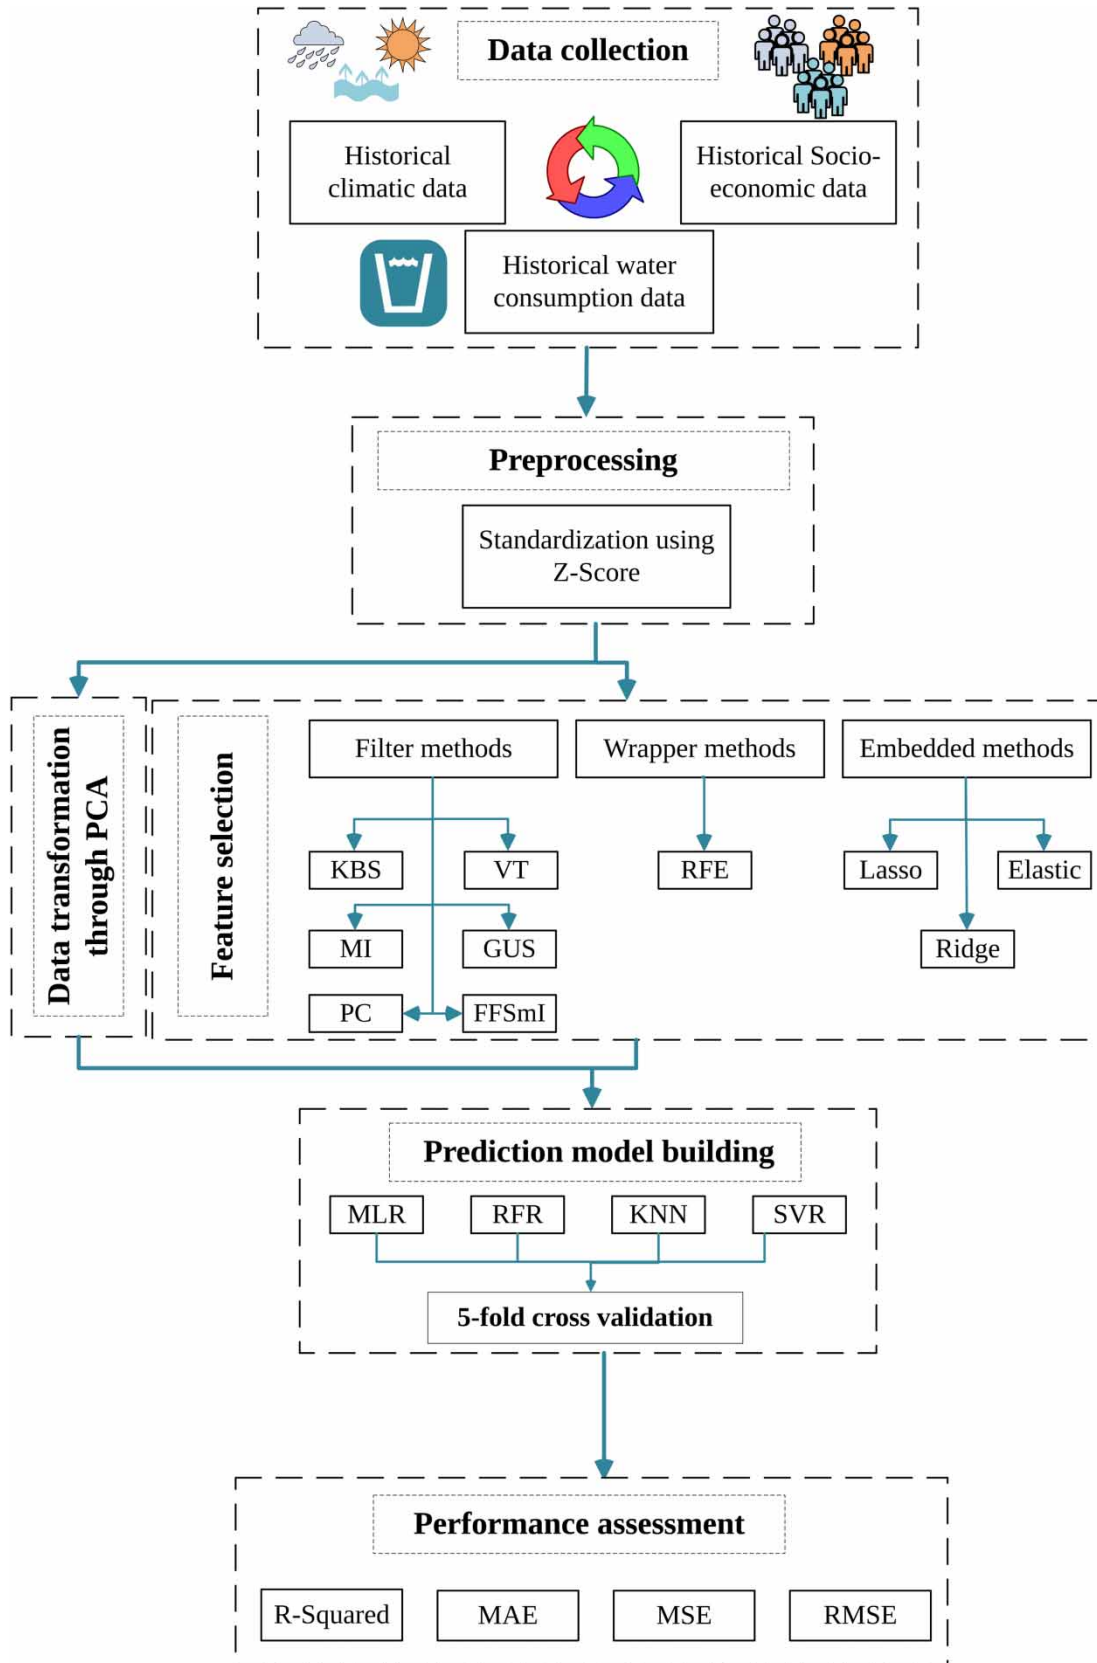 Data collection
Historical
climatic data
Historical Socio-
economic data
Historical water
consumption data
Preprocessing
Standardization using
Z-Score
Data transformation
through PCA
Feature selection
Filter methods
Wrapper methods
Embedded methods
KBS
VT
RFE
Lasso
Elastic
MI
GUS
Ridge
PC
FFSmI
Prediction model building
MLR
RFR
KNN
SVR
5-fold cross validation
Performance assessment
R-Squared
MAE
MSE
RMSE